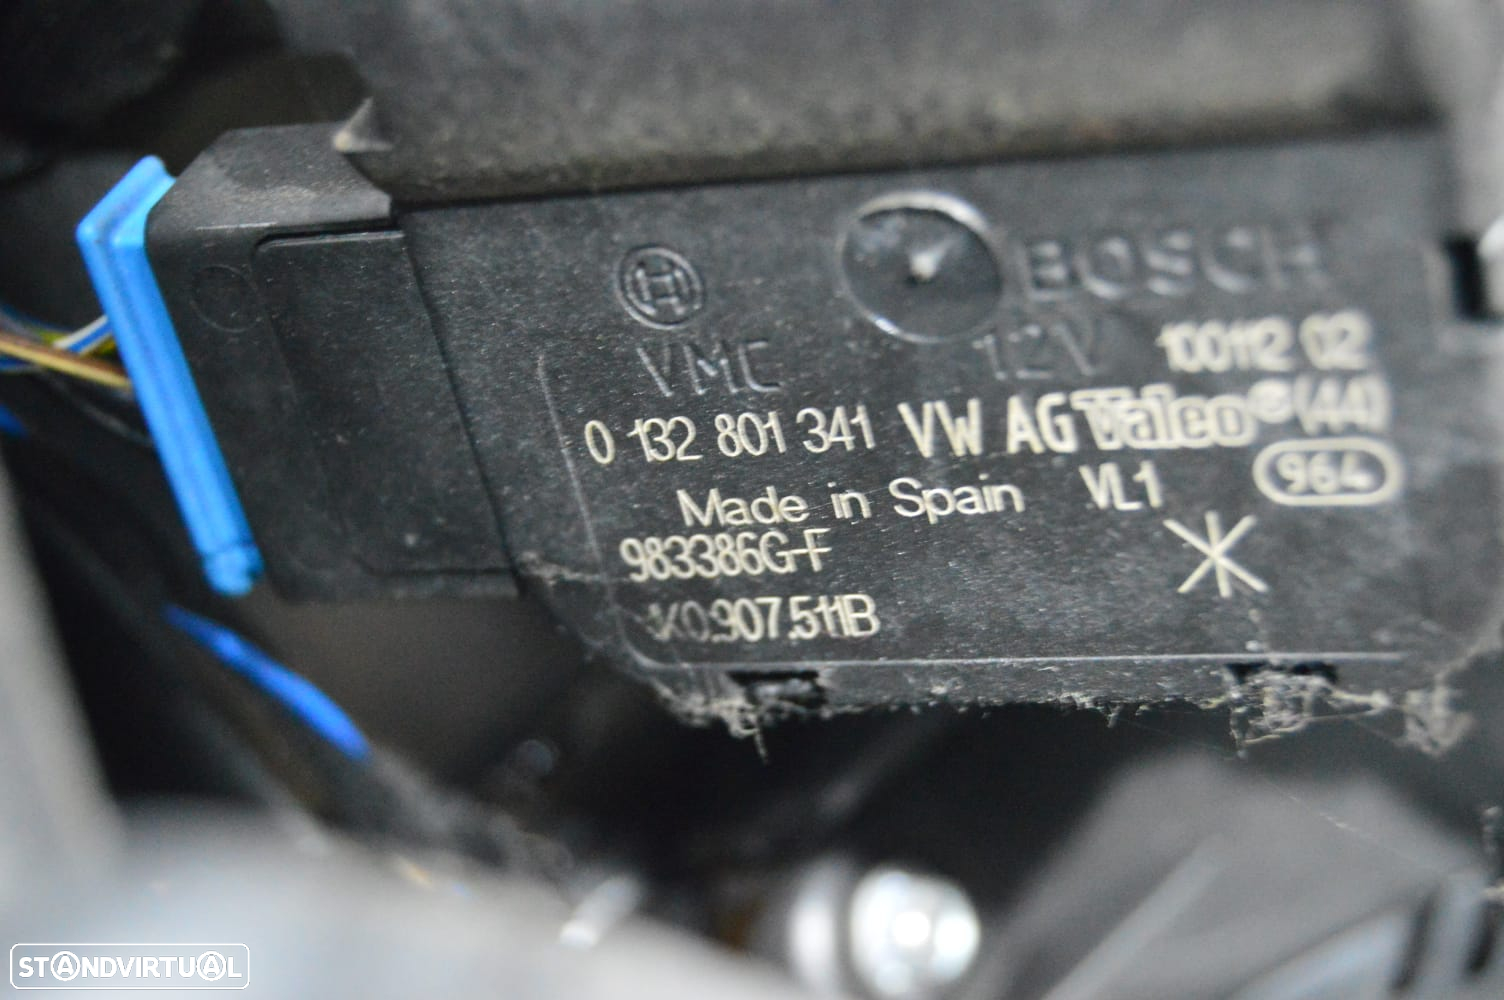 BOSCH
VMC 12V 100112 02
0 132 801 341 VW AG Valeo (44)
Made in Spain VL1 964
983386G-F
1K0.907.511B
STANDVIRTUAL